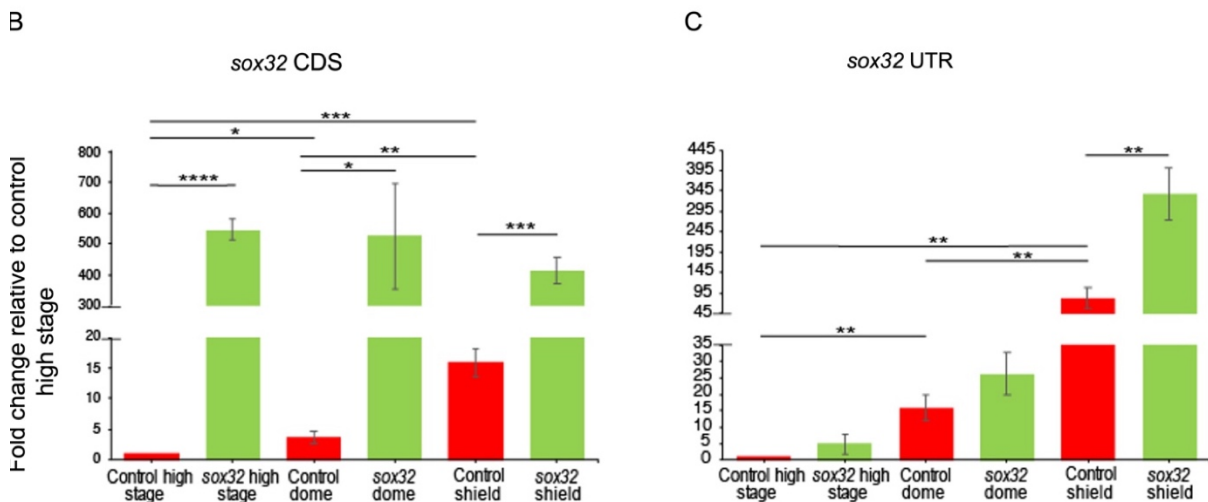 B
sox32 CDS
Fold change relative to control
high stage
***
*
**
*
****
***
800
700
600
500
400
300
20
15
10
5
0
Control high
stage
sox32 high
stage
Control
dome
sox32
dome
Control
shield
sox32
shield
C
sox32 UTR
**
**
**
**
445
395
345
295
245
195
145
95
45
35
30
25
20
15
10
5
0
Control high
stage
sox32
high stage
Control
dome
sox32
dome
Control
shield
sox32
shield